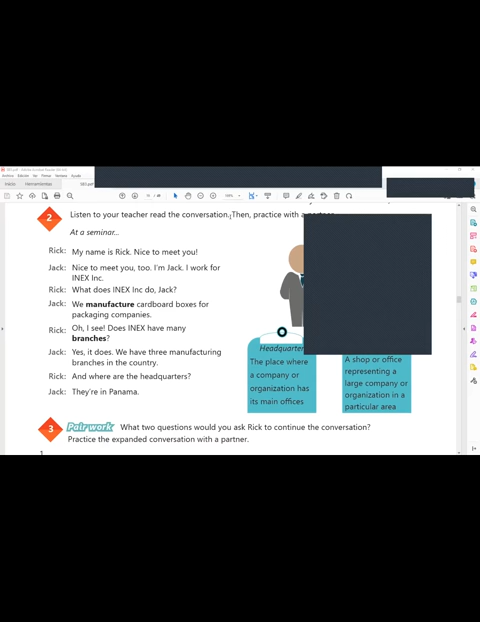 Inicio Herramientas
2 Listen to your teacher read the conversation. Then, practice with a partner.
At a seminar...
Rick: My name is Rick. Nice to meet you!
Jack: Nice to meet you, too. I'm Jack. I work for
INEX Inc.
Rick: What does INEX Inc do, Jack?
Jack: We manufacture cardboard boxes for
packaging companies.
Rick: Oh, I see! Does INEX have many
branches?
Jack: Yes, it does. We have three manufacturing
branches in the country.
Rick: And where are the headquarters?
Jack: They're in Panama.
Headquarter
The place where
a company or
organization has
its main offices
A shop or office
representing a
large company or
organization in a
particular area
3 Pair work What two questions would you ask Rick to continue the conversation?
Practice the expanded conversation with a partner.
1